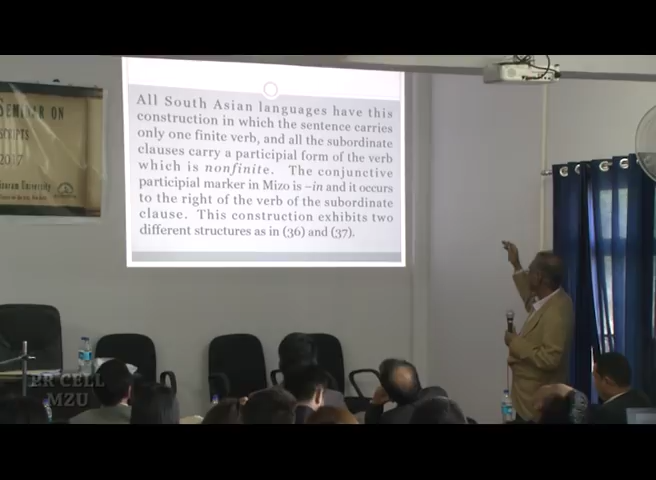 All South Asian languages have this
construction in which the sentence carries
only one finite verb, and all the subordinate
clauses carry a participial form of the verb
which is nonfinite. The conjunctive
participial marker in Mizo is –in and it occurs
to the right of the verb of the subordinate
clause. This construction exhibits two
different structures as in (36) and (37).
SEMINAR ON
SCRIPTS
2017
University
PR CELL
MZU